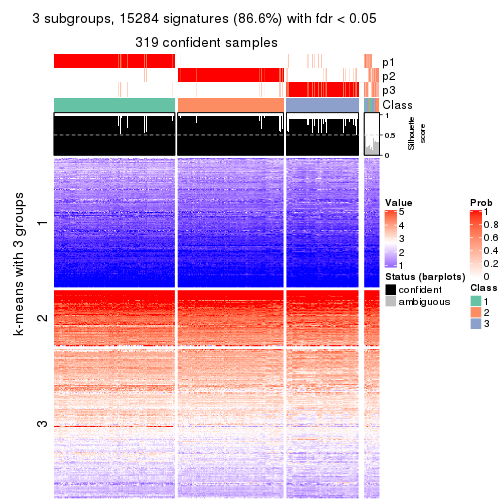 3 subgroups, 15284 signatures (86.6%) with fdr < 0.05
319 confident samples
p1
p2
p3
Class
1
0.5
0
Silhouette
score
k-means with 3 groups
1
2
3
Value
5
4
3
2
1
Status (barplots)
confident
ambiguous
Prob
1
0.8
0.6
0.4
0.2
0
Class
1
2
3